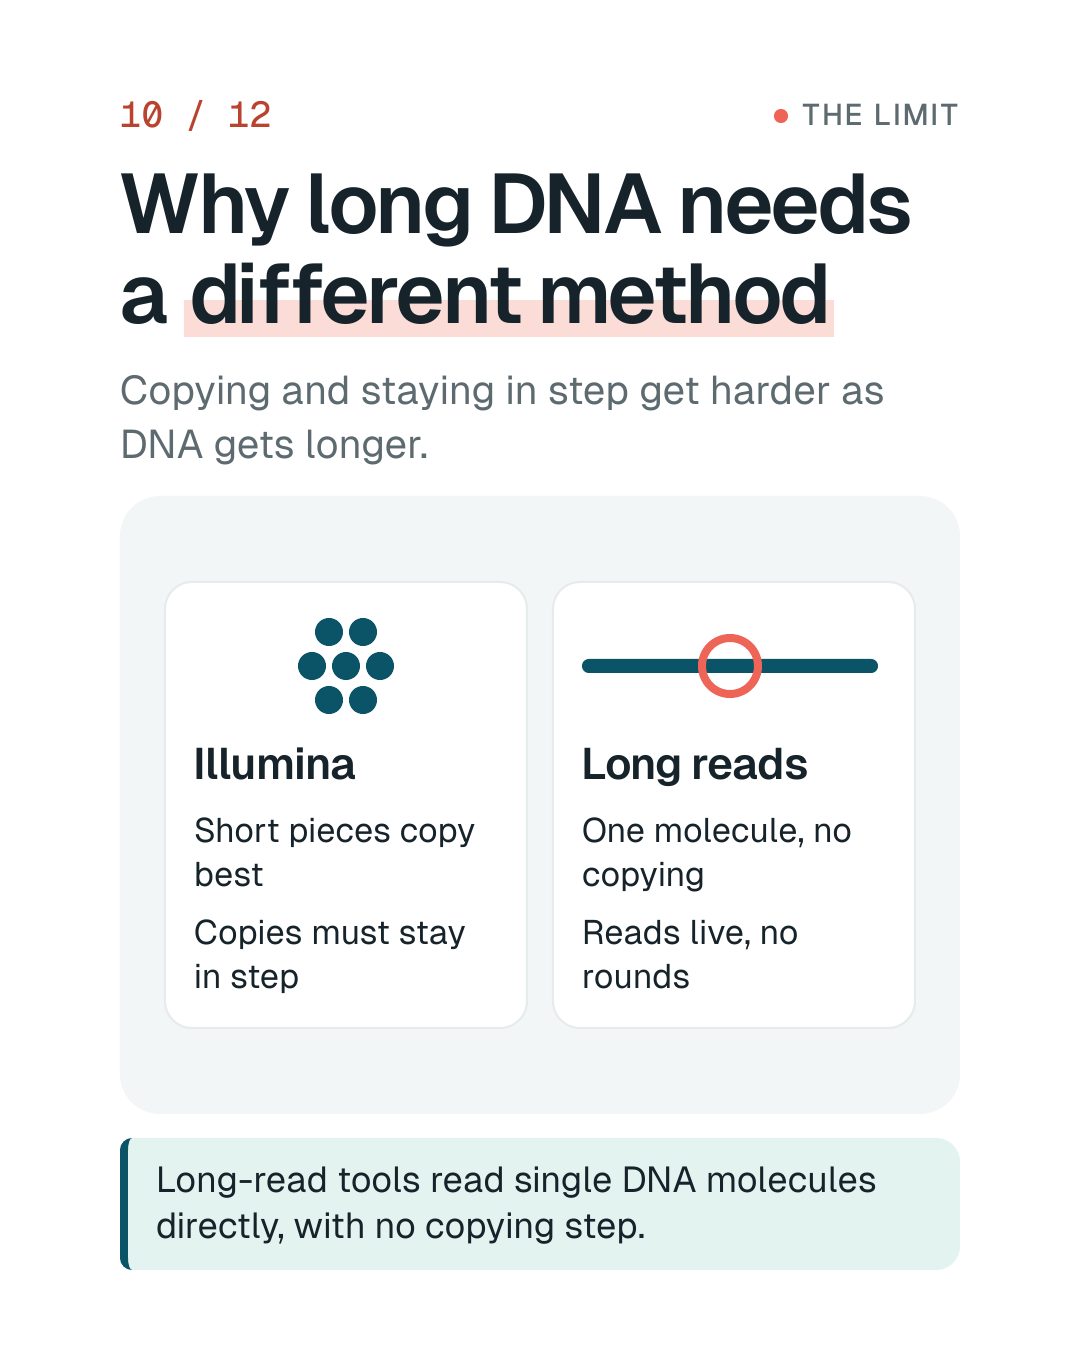 10 / 12
THE LIMIT
Why long DNA needs
a different method
Copying and staying in step get harder as
DNA gets longer.
Illumina
Short pieces copy
best
Copies must stay
in step
Long reads
One molecule, no
copying
Reads live, no
rounds
Long-read tools read single DNA molecules
directly, with no copying step.